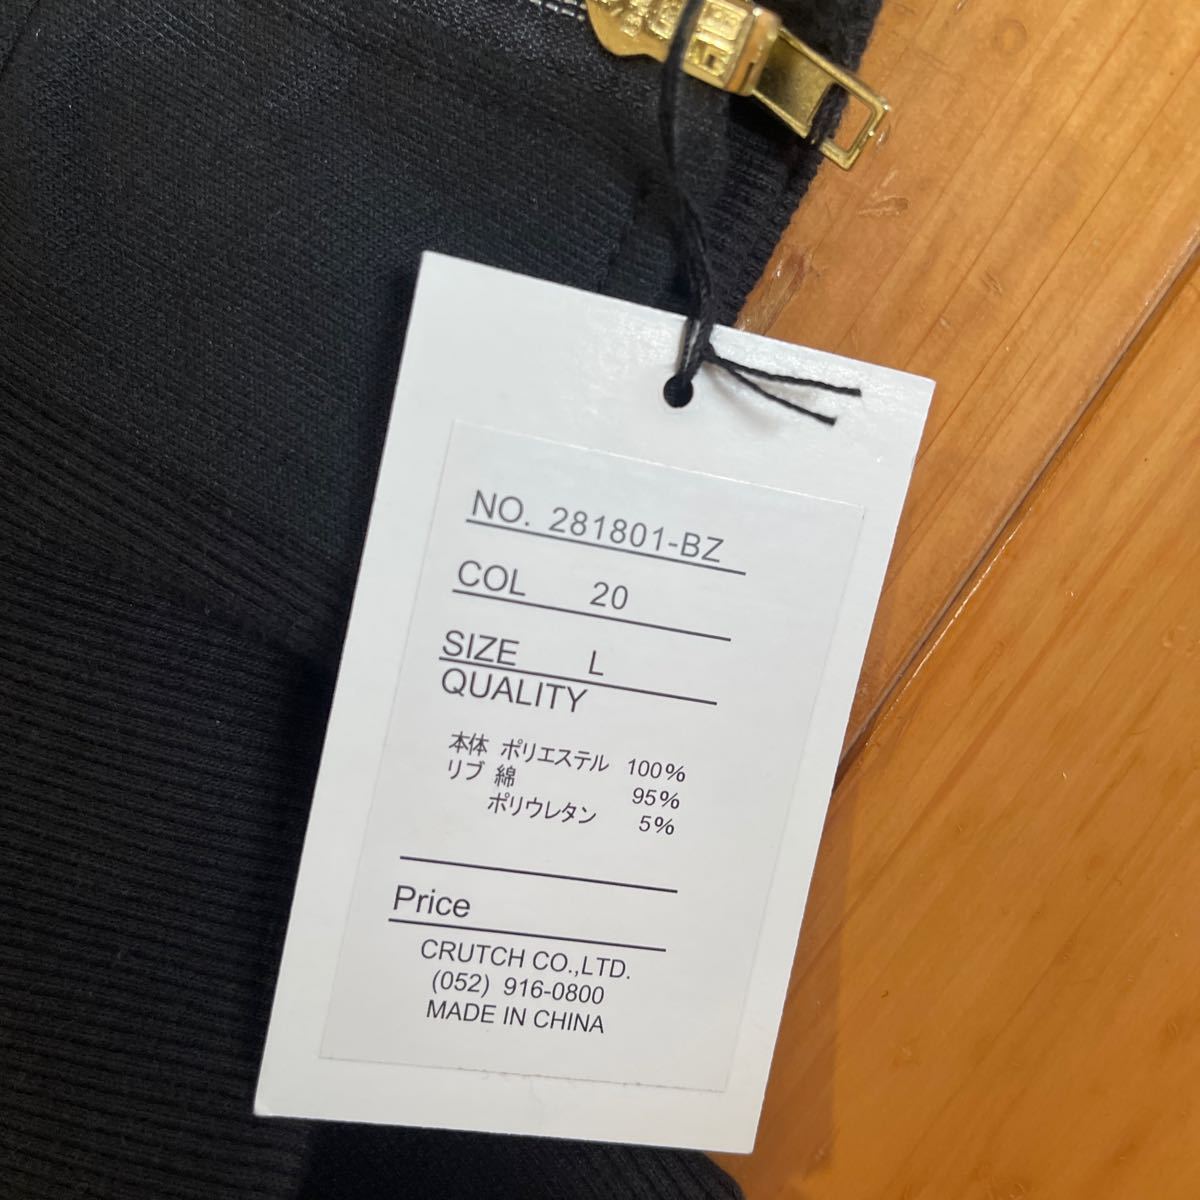 NO. 281801-BZ
COL 20
SIZE L
QUALITY
本体 ポリエステル 100%
リブ 綿 95%
ポリウレタン 5%
Price
CRUTCH CO.,LTD.
(052) 916-0800
MADE IN CHINA